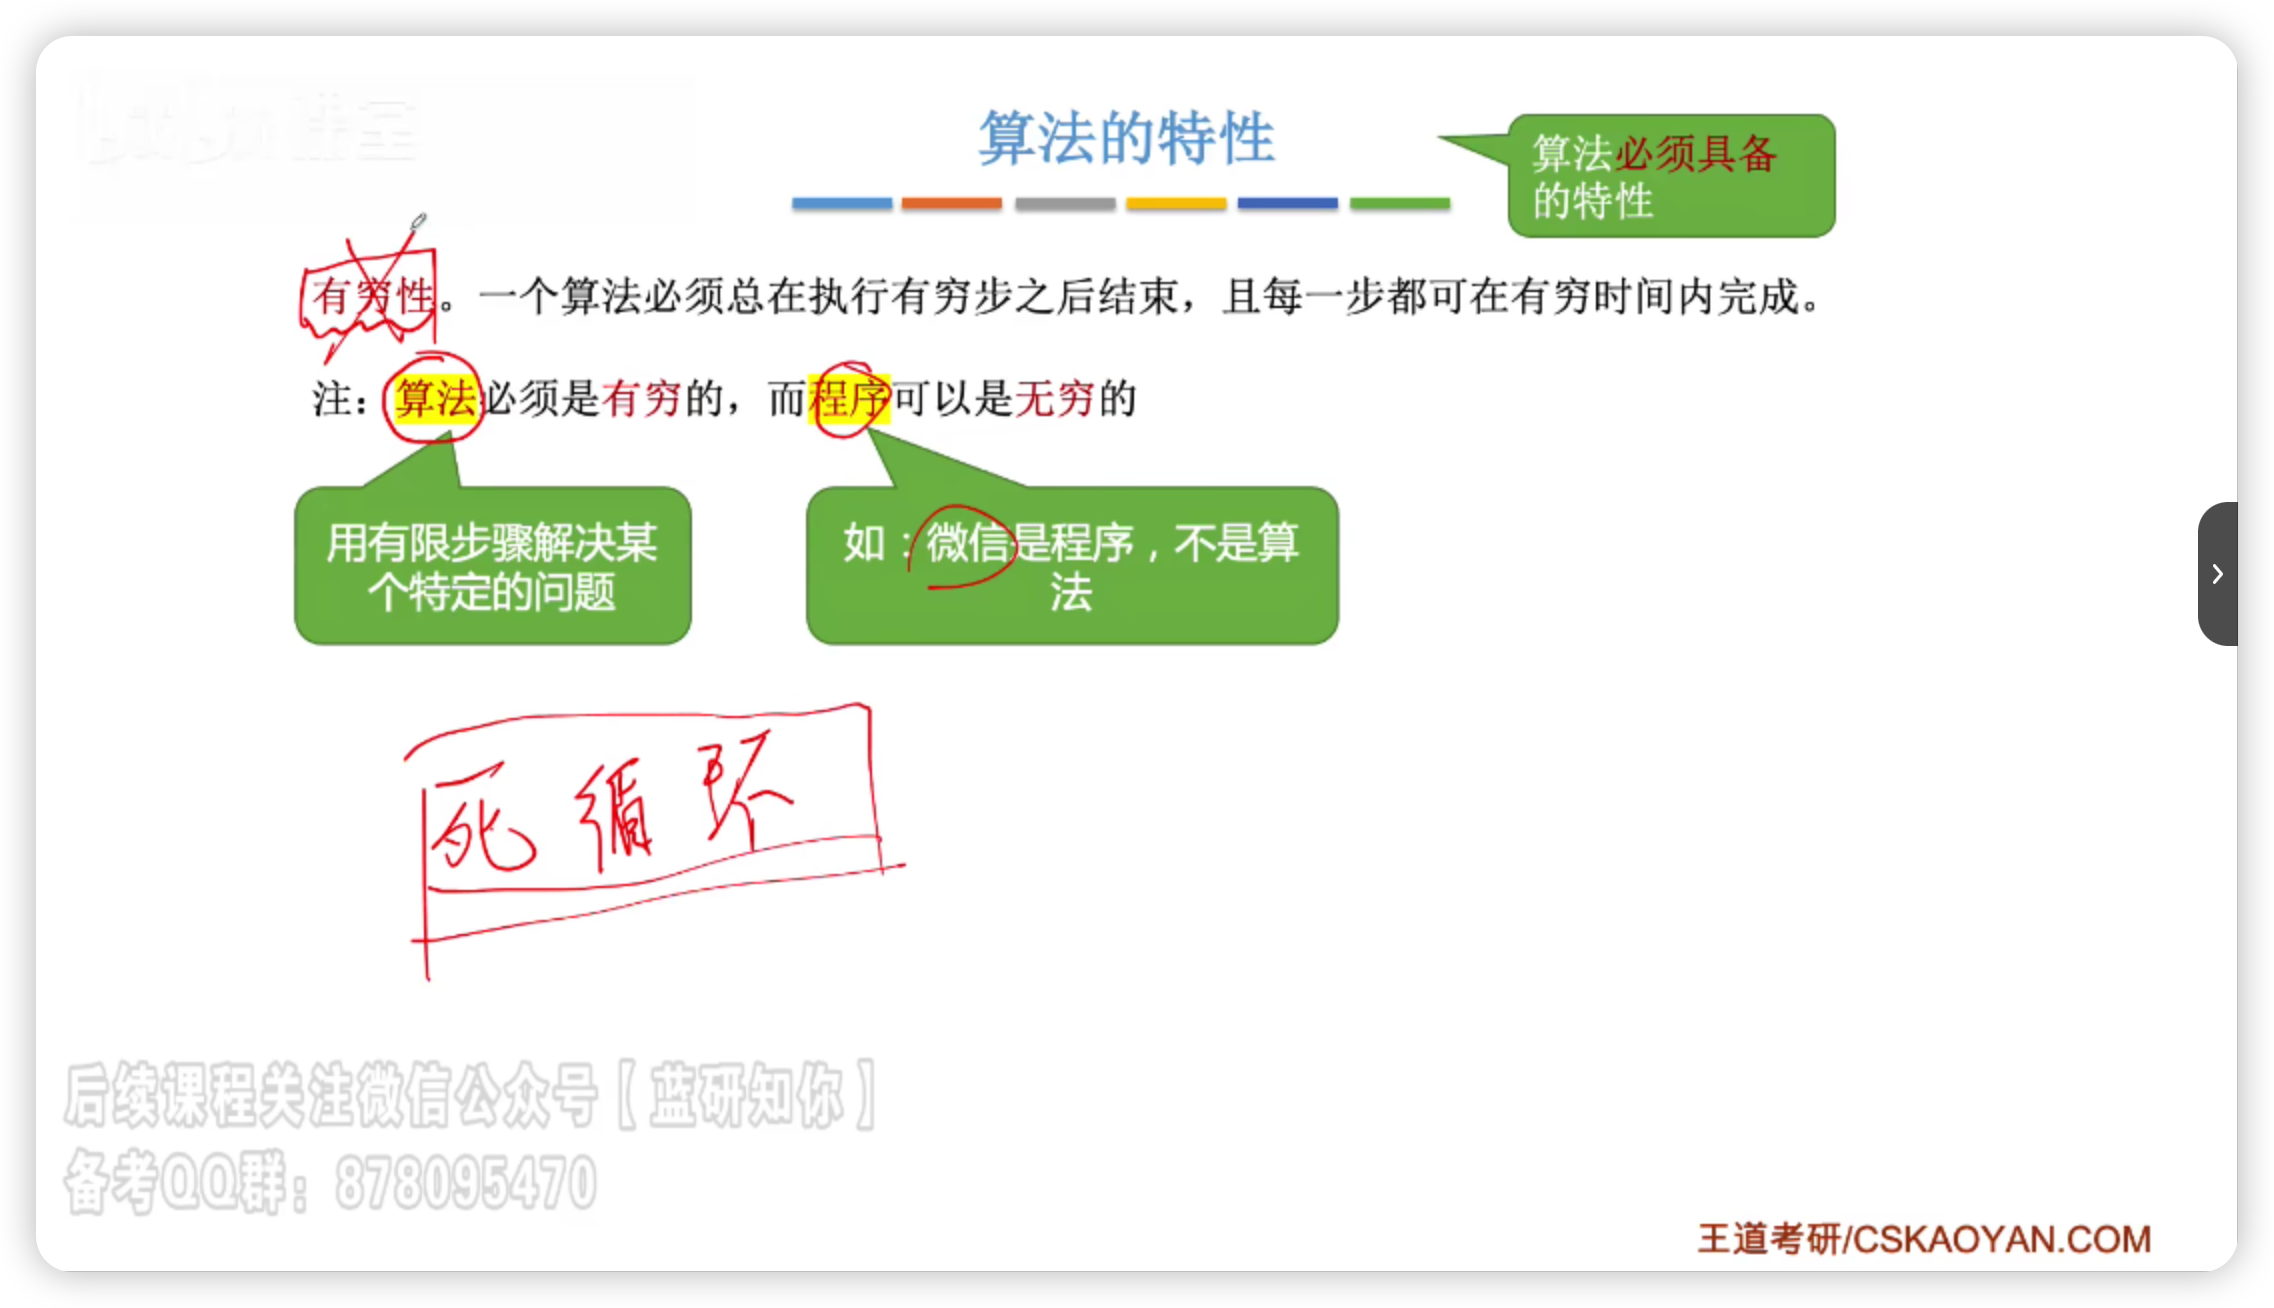 算法的特性
算法必须具备
的特性
有穷性。一个算法必须总在执行有穷步之后结束，且每一步都可在有穷时间内完成。
注：算法必须是有穷的，而程序可以是无穷的
用有限步骤解决某
个特定的问题
如：微信是程序，不是算
法
死循环
后续课程关注微信公众号【蓝研知你】
备考QQ群：878095470
王道考研/CSKAOYAN.COM